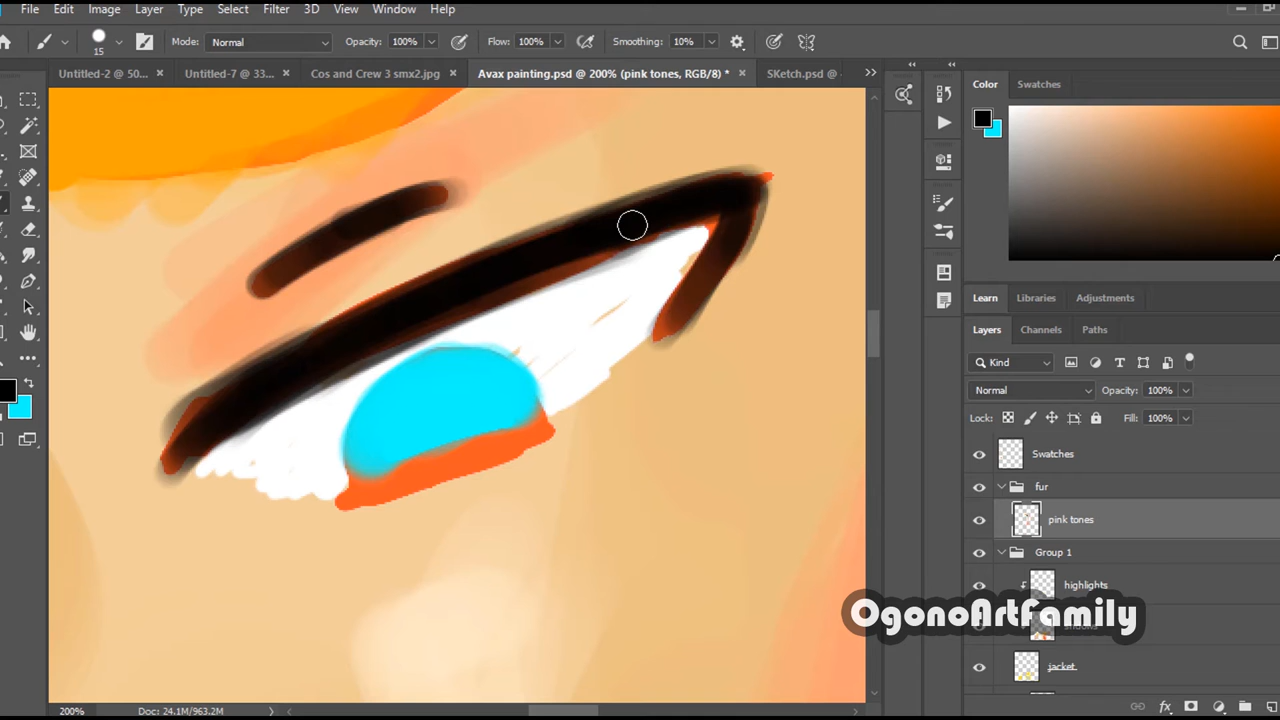 File Edit Image Layer Type Select Filter 3D View Window Help
15 Mode: Normal Opacity: 100% Flow: 100% Smoothing: 10%
Untitled-2 @ 50... × Untitled-7 @ 33... × Cos and Crew 3 smx2.jpg × Avax painting.psd @ 200% (pink tones, RGB/8) * × SKetch.psd @
Color Swatches
Learn Libraries Adjustments
Layers Channels Paths
Kind
Normal Opacity: 100%
Lock: Fill: 100%
Swatches
fur
pink tones
Group 1
highlights
OgonoArtFamily
jacket
200% Doc: 24.1M/963.2M